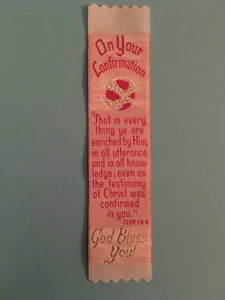 On Your
Confirmation
"That in every
thing ye are
enriched by Him,
in all utterance,
and in all know-
ledge; even as
the testimony
of Christ was
confirmed
in you."
God Bless
You!